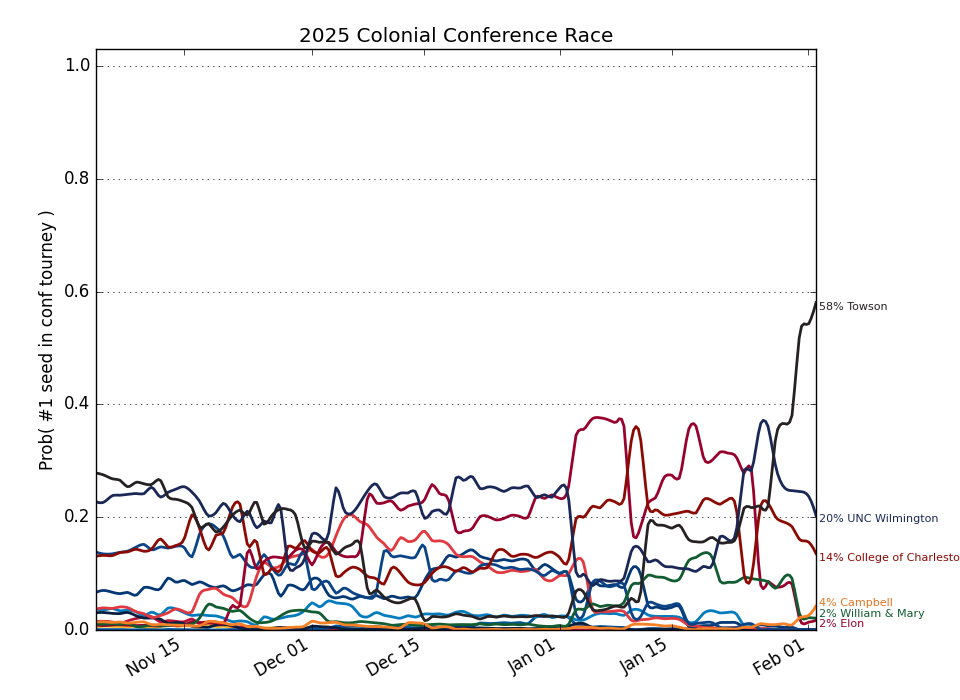 2025 Colonial Conference Race
Prob( #1 seed in conf tourney )
1.0
0.8
0.6
0.4
0.2
0.0
58% Towson
20% UNC Wilmington
14% College of Charlesto
4% Campbell
2% William & Mary
2% Elon
Nov 15
Dec 01
Dec 15
Jan 01
Jan 15
Feb 01